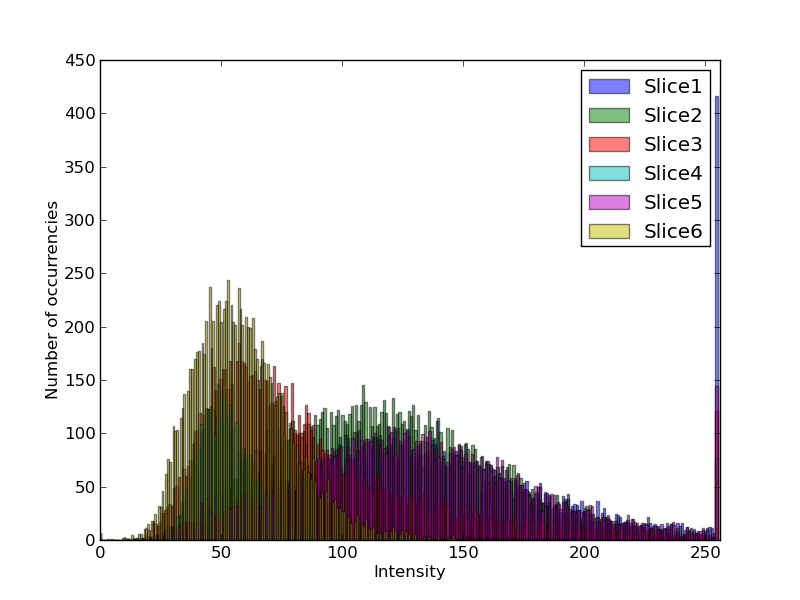 450
400
350
300
250
200
150
100
50
0
Number of occurrencies
0 50 100 150 200 250
Intensity
Slice1
Slice2
Slice3
Slice4
Slice5
Slice6